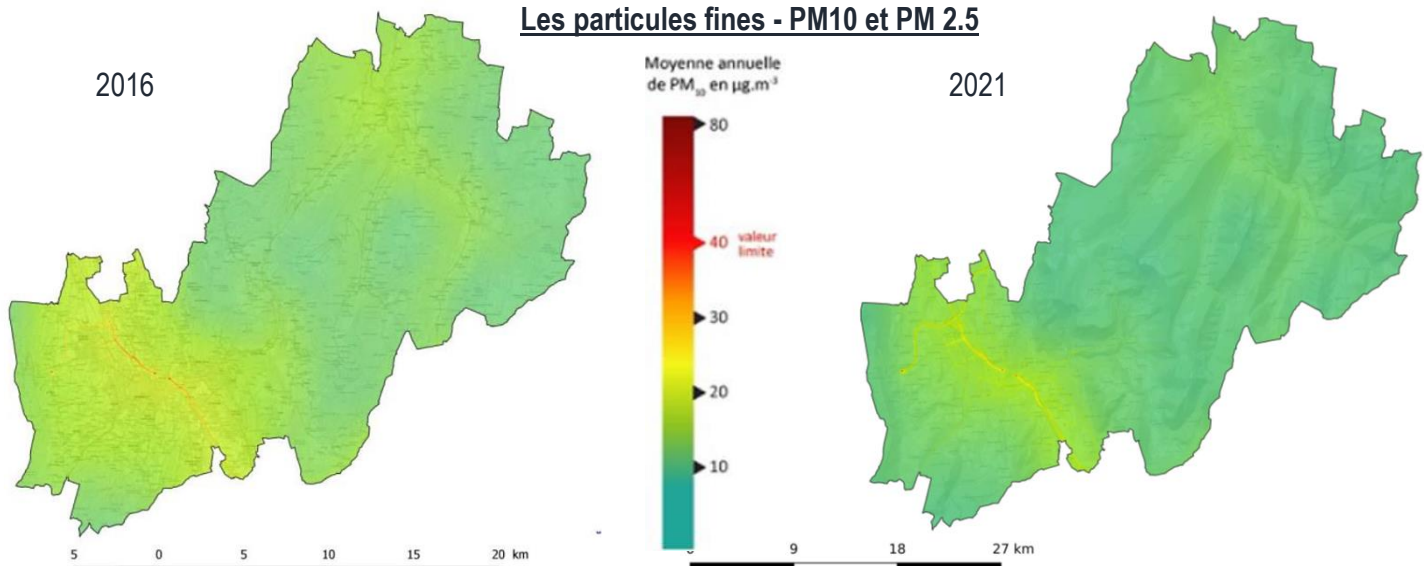 Les particules fines - PM10 et PM 2.5
2016
Moyenne annuelle
de PM₁₀ en µg.m⁻³
2021
80
40 valeur
limite
30
20
10
5 0 5 10 15 20 km
9 18 27 km